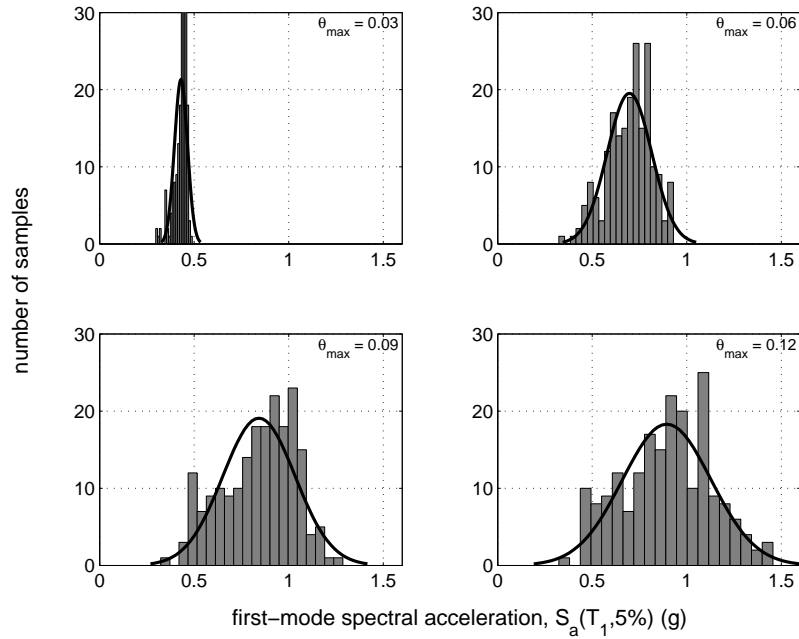 θmax = 0.03
30
20
10
0
0 0.5 1 1.5
θmax = 0.06
30
20
10
0
0 0.5 1 1.5
number of samples
θmax = 0.09
30
20
10
0
0 0.5 1 1.5
θmax = 0.12
30
20
10
0
0 0.5 1 1.5
first−mode spectral acceleration, Sa(T1,5%) (g)